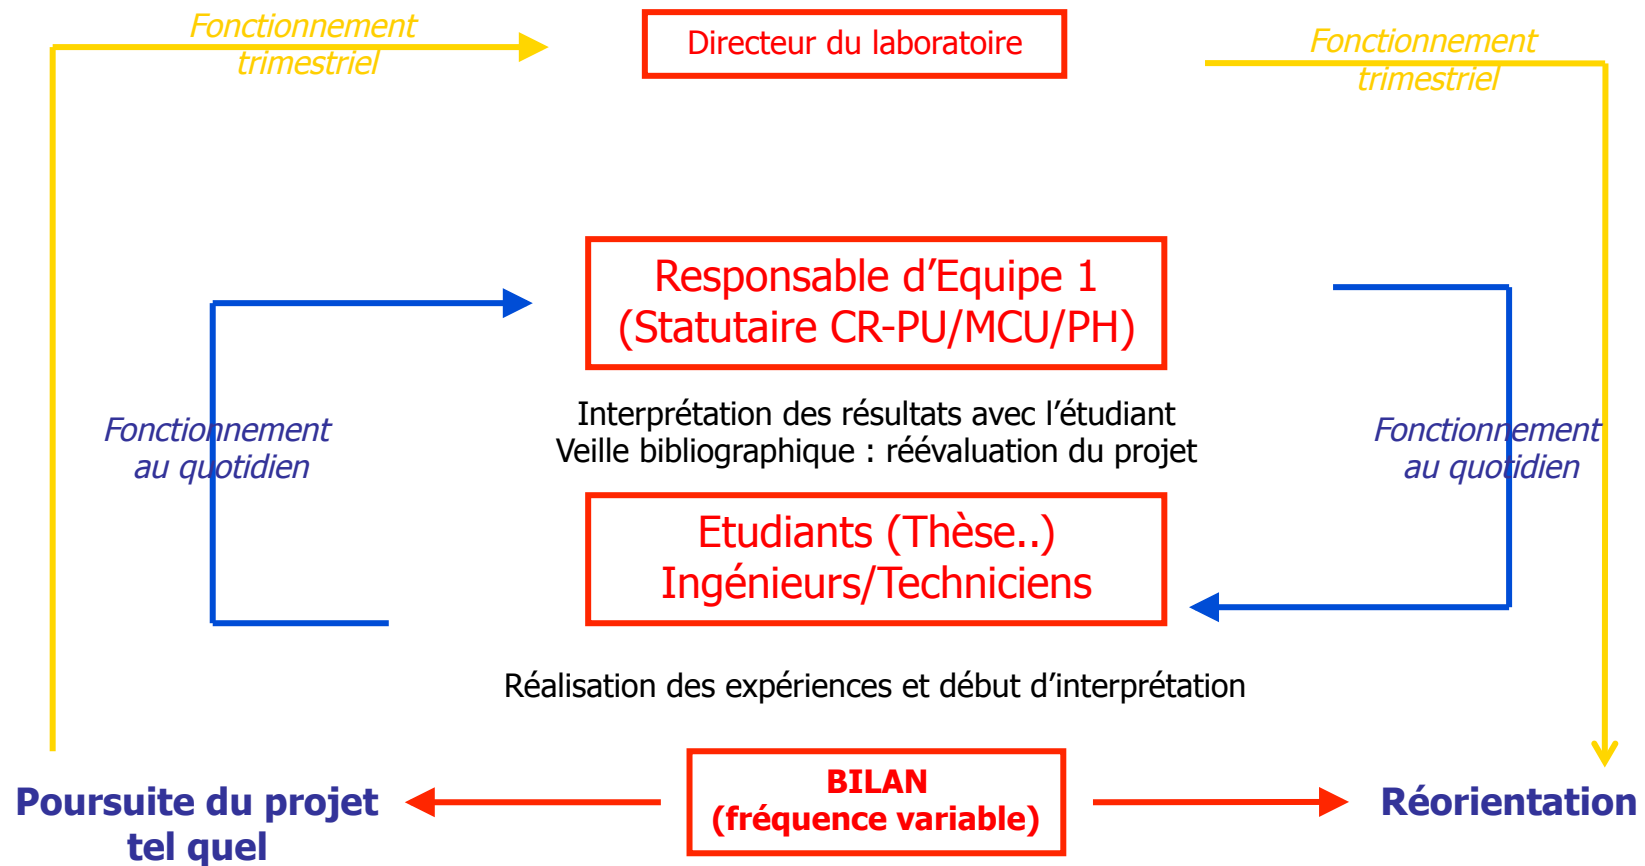 Fonctionnement
trimestriel
Directeur du laboratoire
Fonctionnement
trimestriel
Responsable d’Equipe 1
(Statutaire CR-PU/MCU/PH)
Interprétation des résultats avec l’étudiant
Veille bibliographique : réévaluation du projet
Fonctionnement
au quotidien
Fonctionnement
au quotidien
Etudiants (Thèse..)
Ingénieurs/Techniciens
Réalisation des expériences et début d’interprétation
Poursuite du projet
tel quel
BILAN
(fréquence variable)
Réorientation